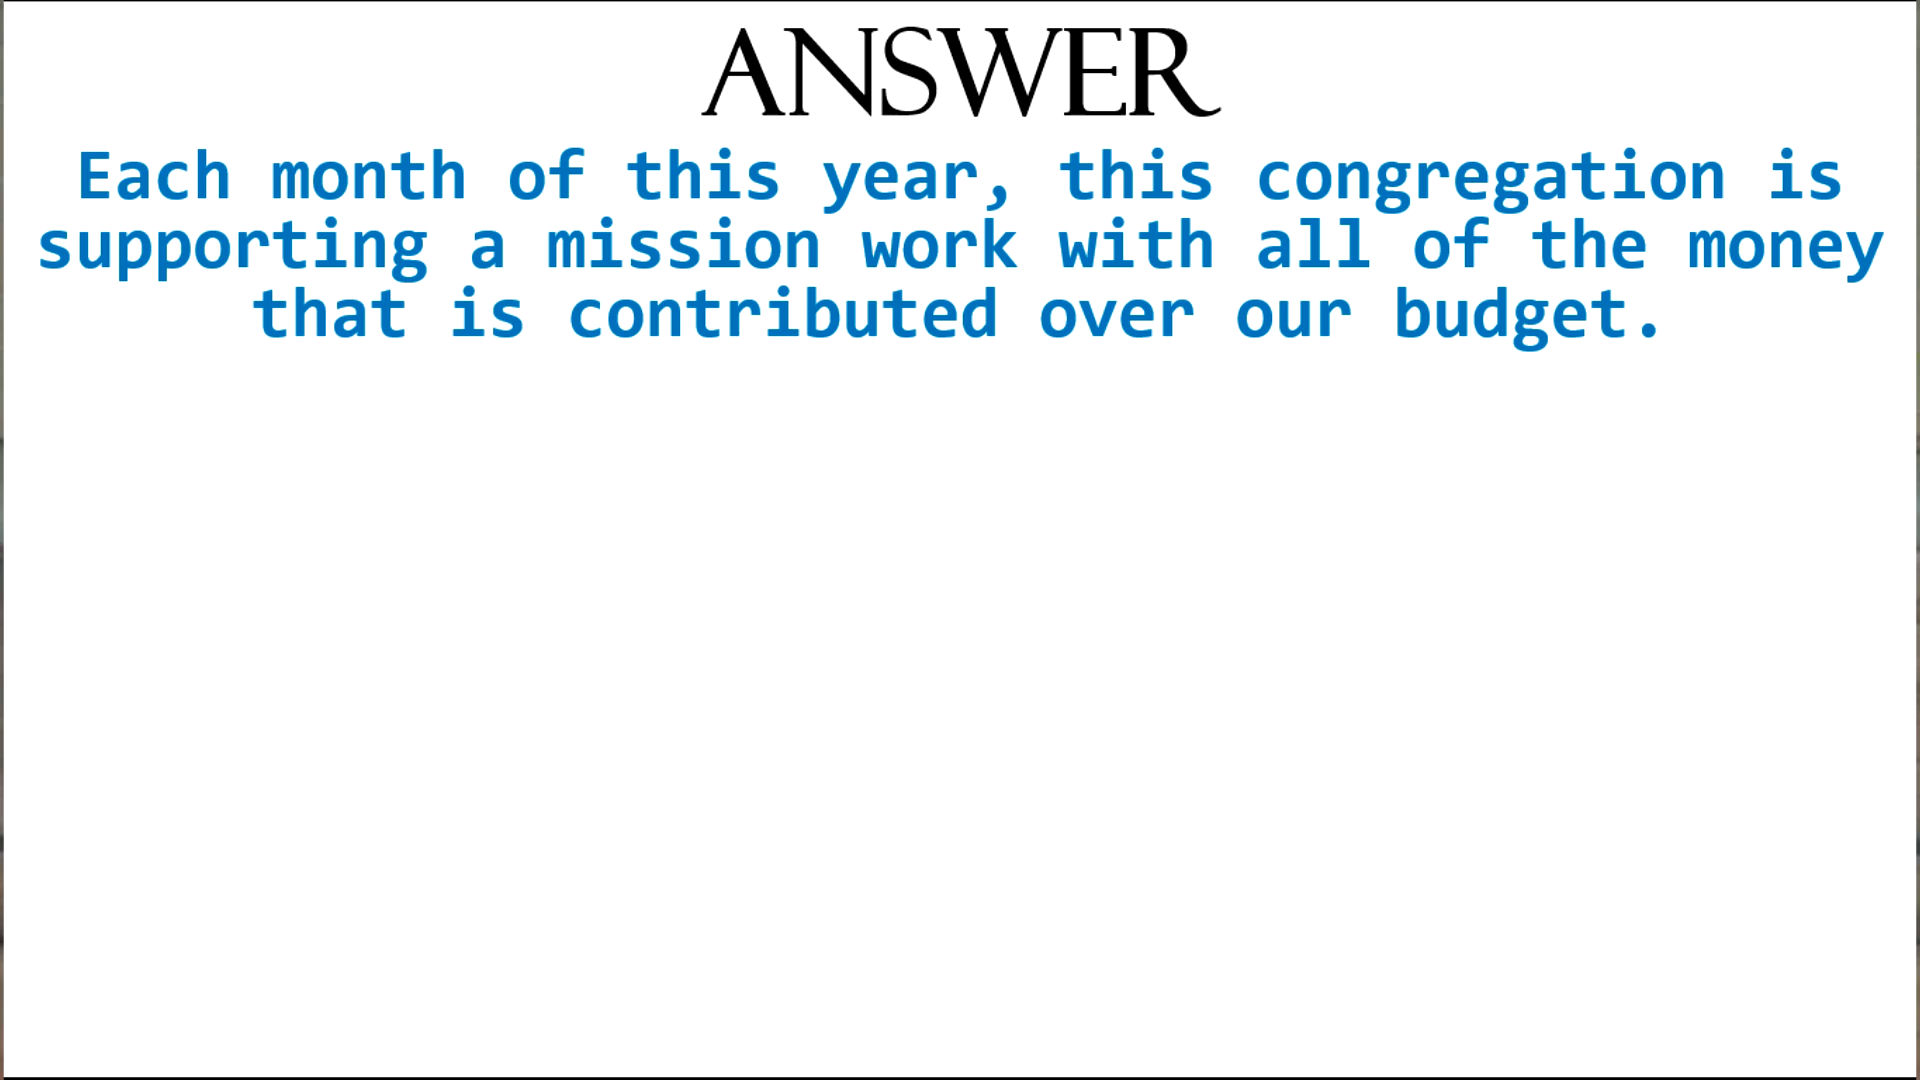 ANSWER
Each month of this year, this congregation is
supporting a mission work with all of the money
that is contributed over our budget.